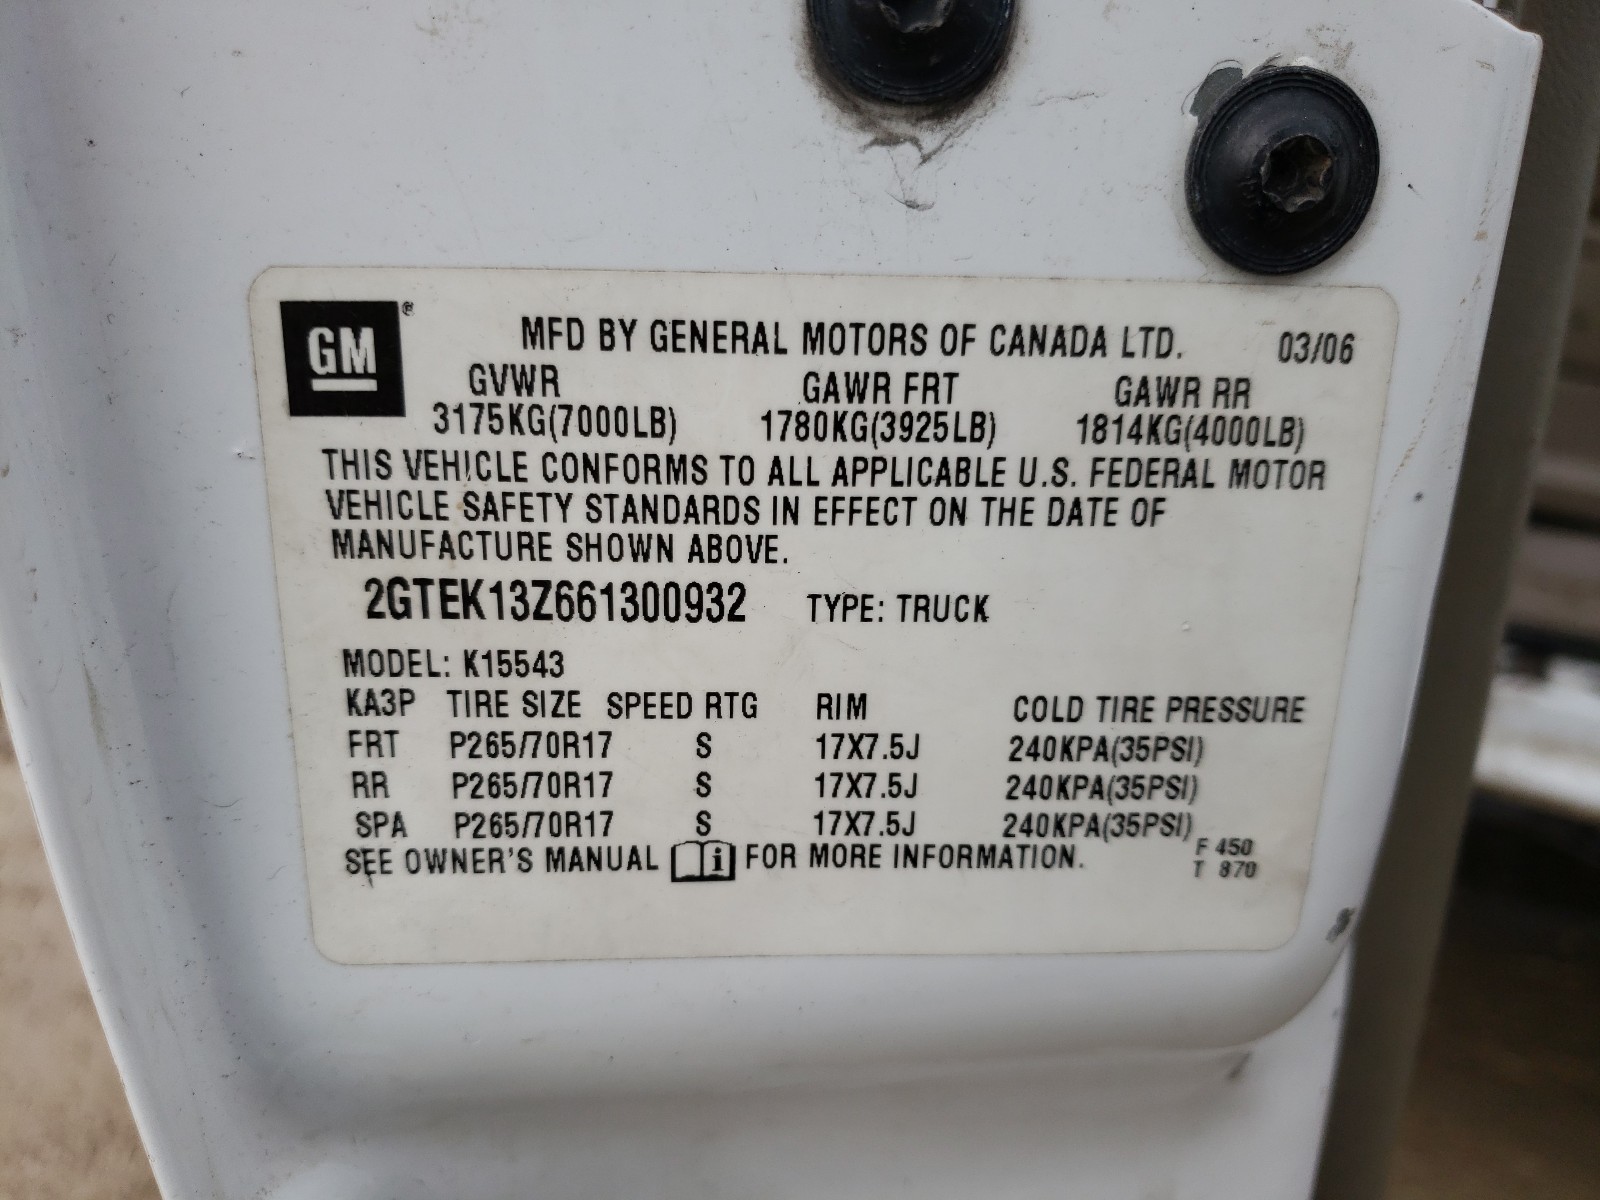 GM®
MFD BY GENERAL MOTORS OF CANADA LTD. 03/06
GVWR GAWR FRT GAWR RR
3175KG(7000LB) 1780KG(3925LB) 1814KG(4000LB)
THIS VEHICLE CONFORMS TO ALL APPLICABLE U.S. FEDERAL MOTOR
VEHICLE SAFETY STANDARDS IN EFFECT ON THE DATE OF
MANUFACTURE SHOWN ABOVE.
2GTEK13Z661300932 TYPE: TRUCK
MODEL: K15543
KA3P TIRE SIZE SPEED RTG RIM COLD TIRE PRESSURE
FRT P265/70R17 S 17X7.5J 240KPA(35PSI)
RR P265/70R17 S 17X7.5J 240KPA(35PSI)
SPA P265/70R17 S 17X7.5J 240KPA(35PSI)
SEE OWNER'S MANUAL i FOR MORE INFORMATION.
F 450
T 870